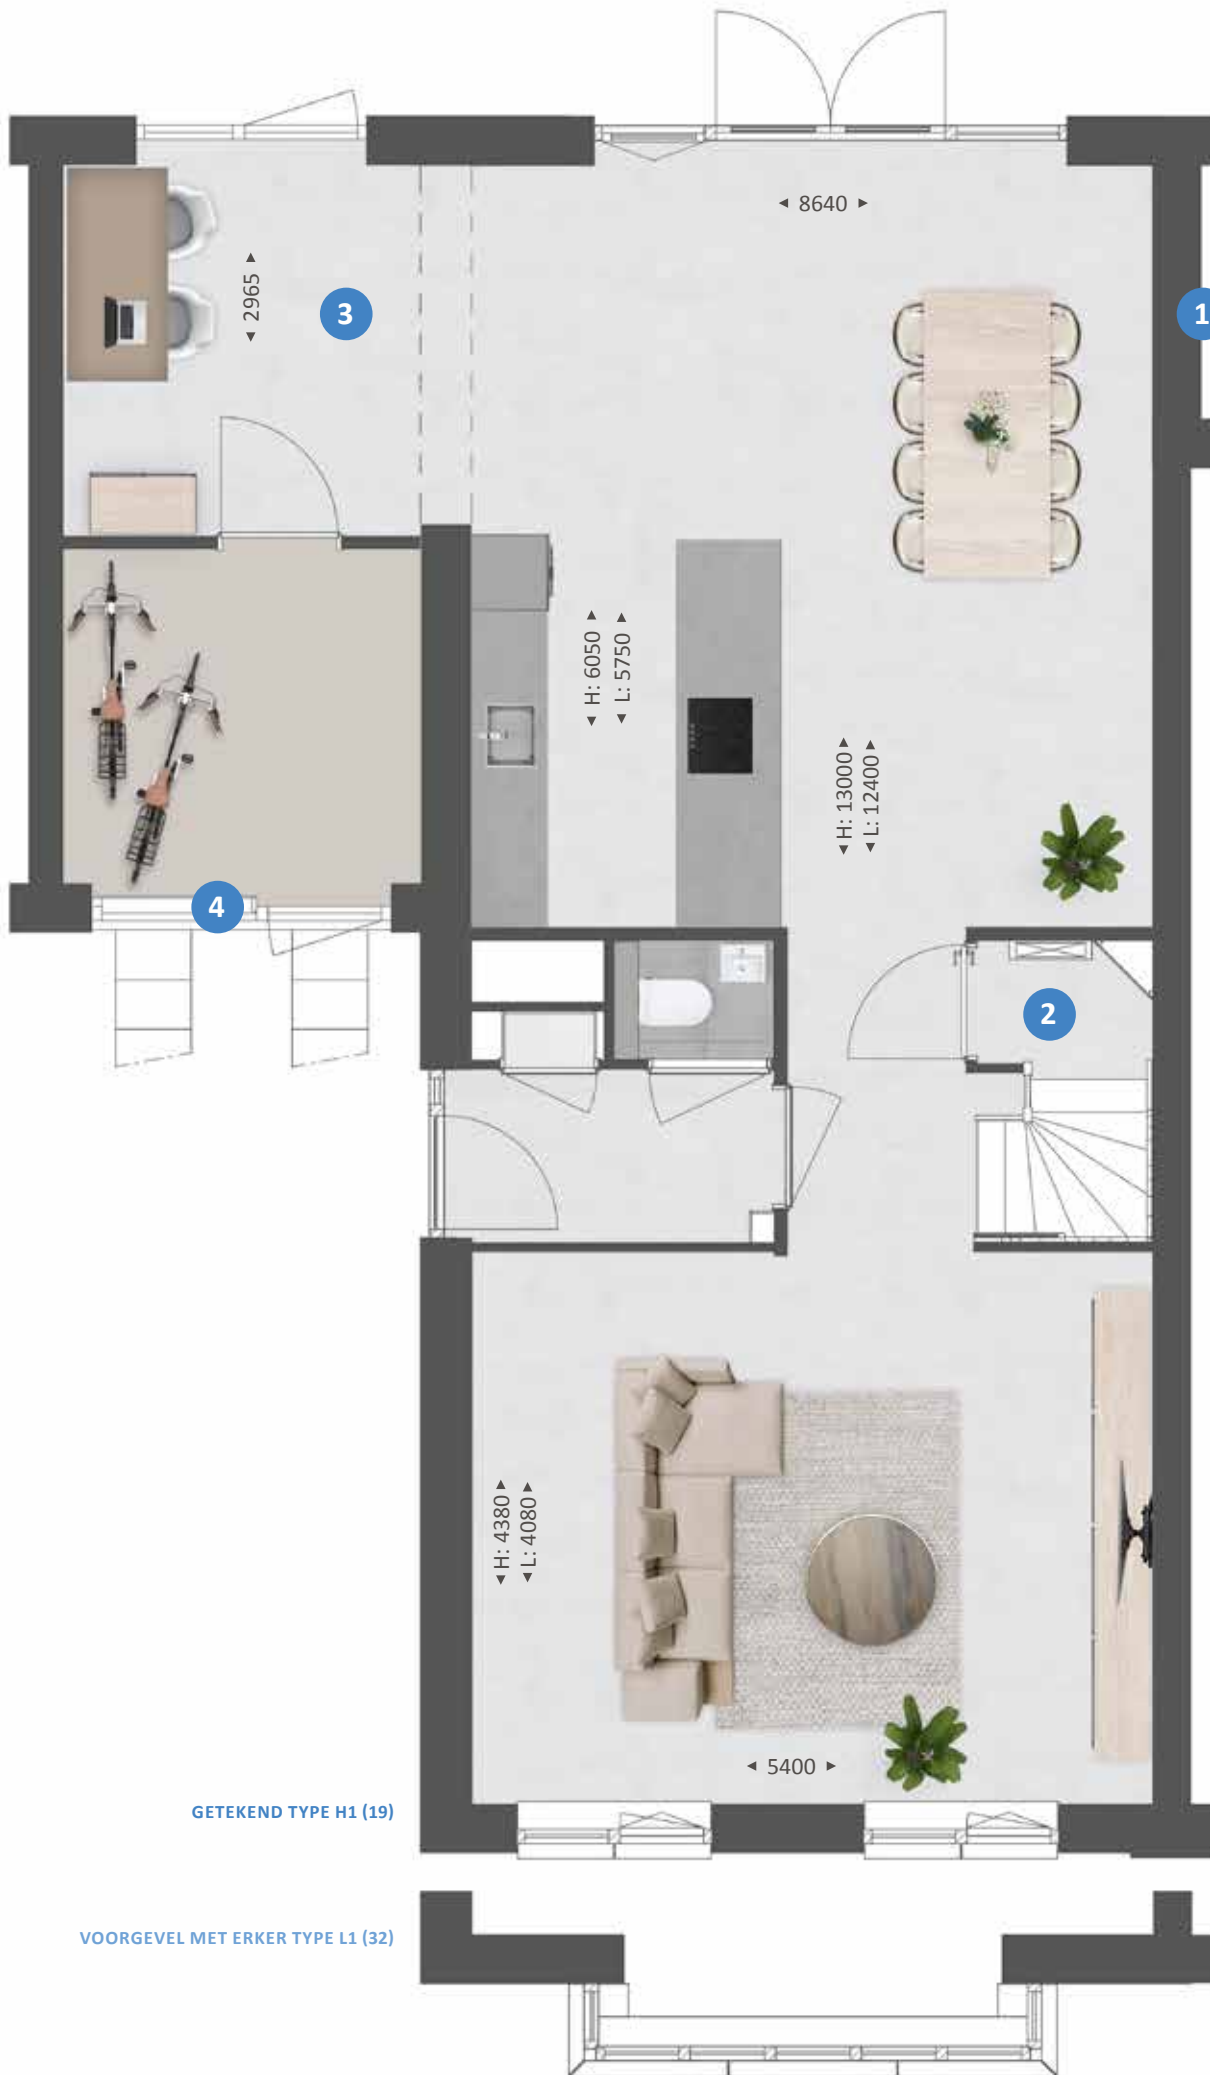 ◄ 8640 ►
◄ 2965 ►
3
1
◄ H: 6050 ►
◄ L: 5750 ►
◄ H: 13000 ►
◄ L: 12400 ►
4
2
◄ H: 4380 ►
◄ L: 4080 ►
◄ 5400 ►
GETEKEND TYPE H1 (19)
VOORGEVEL MET ERKER TYPE L1 (32)